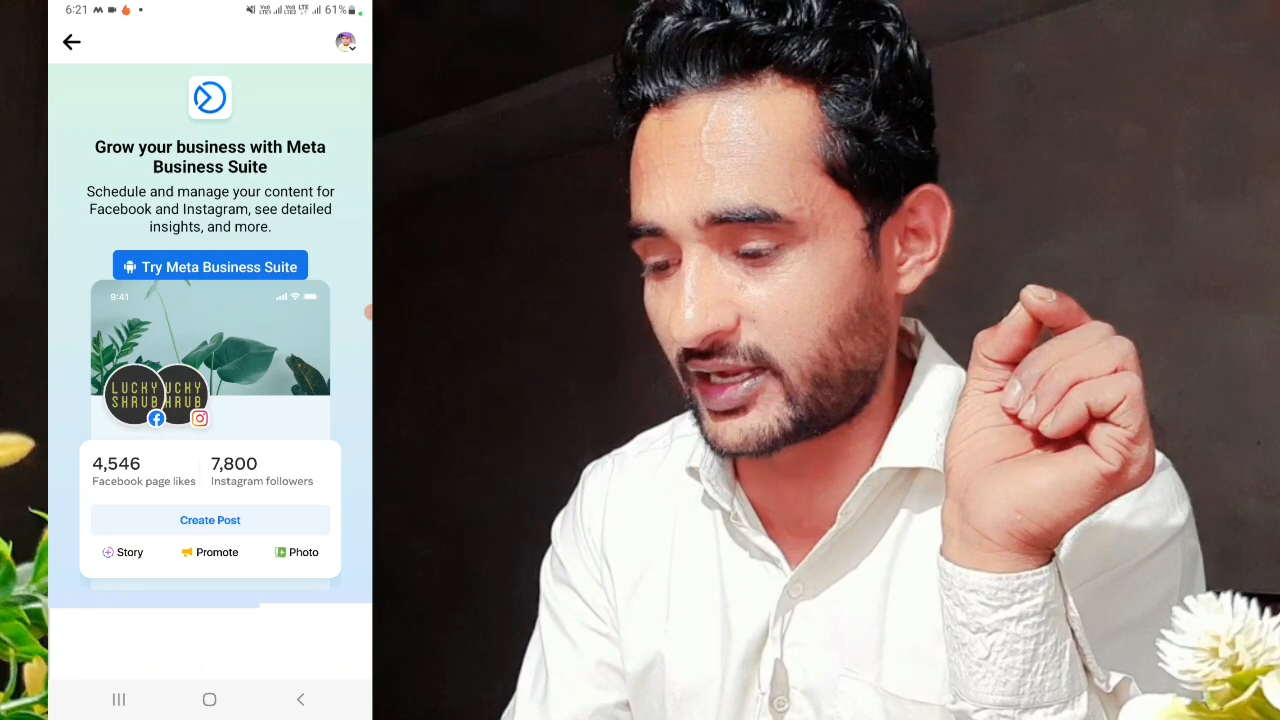 6:21
61%
Grow your business with Meta
Business Suite
Schedule and manage your content for
Facebook and Instagram, see detailed
insights, and more.
Try Meta Business Suite
9:41
LUCKY
SHRUB
UCKY
HRUB
4,546
7,800
Facebook page likes
Instagram followers
Create Post
Story
Promote
Photo